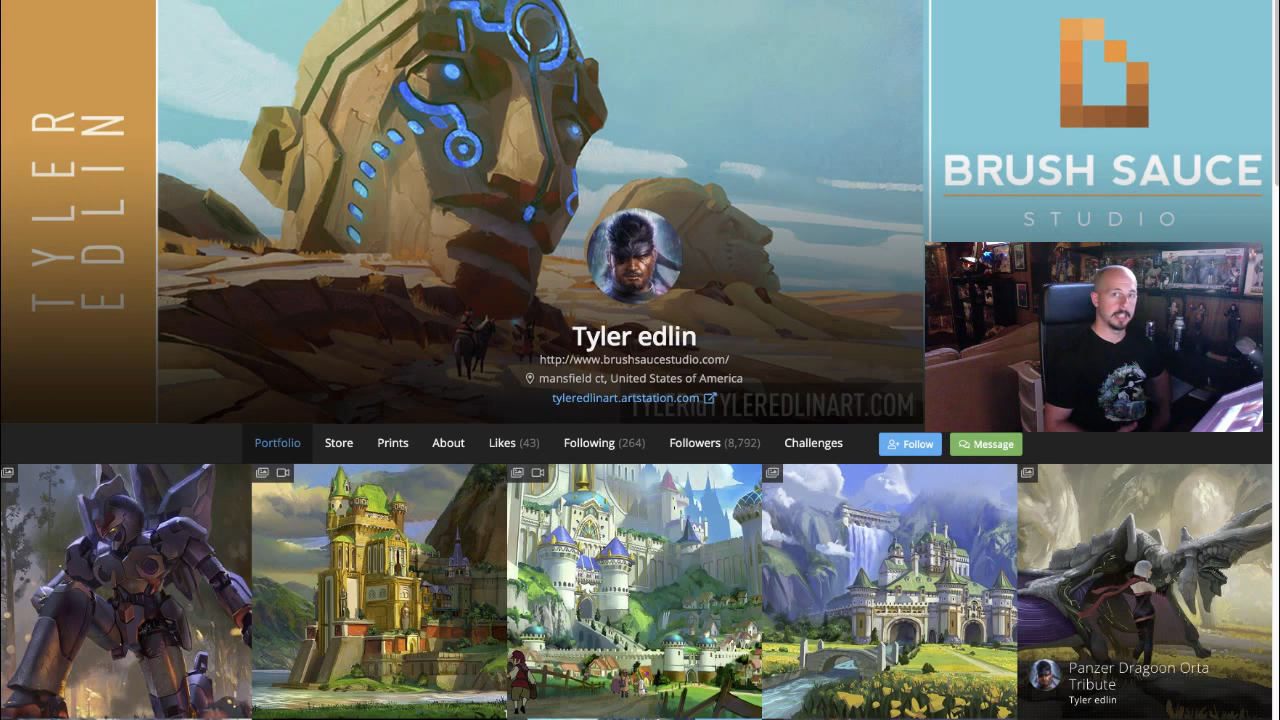 TYLER
EDLIN
BRUSH SAUCE
STUDIO
Tyler edlin
http://www.brushsaucestudio.com/
mansfield ct, United States of America
tyleredlinart.artstation.com
TYLEREDLINART.COM
Portfolio
Store
Prints
About
Likes (43)
Following (264)
Followers (8,792)
Challenges
Follow
Message
Panzer Dragoon Orta
Tribute
Tyler edlin